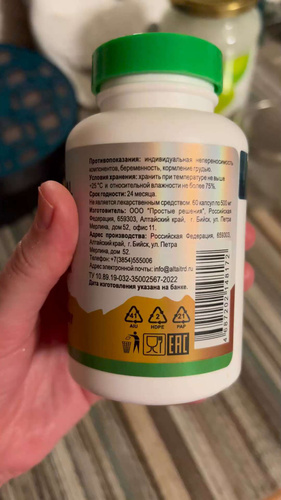 Противопоказания: индивидуальная непереносимость
компонентов, беременность, кормление грудью.
Условия хранения: хранить при температуре не выше
+25 °С и относительной влажности не более 75%.
Срок годности: 24 месяца.
Не является лекарственным средством. 60 капсул по 500 мг
Изготовитель: ООО "Простые решения", Российская
Федерация, 659303, Алтайский край, г. Бийск, ул. Петра
Мерлина, дом 52, офис 11.
Адрес производства: Российская Федерация, 659303,
Алтайский край, г. Бийск, ул. Петра
Мерлина, дом 52.
Телефон: +7(3854)555006
Адрес электронной почты: info@altaitrd.ru
ТУ 10.89.19-032-35002567-2022
Дата изготовления указана на банке.
41
ALU
2
HDPE
21
PAP
EAC